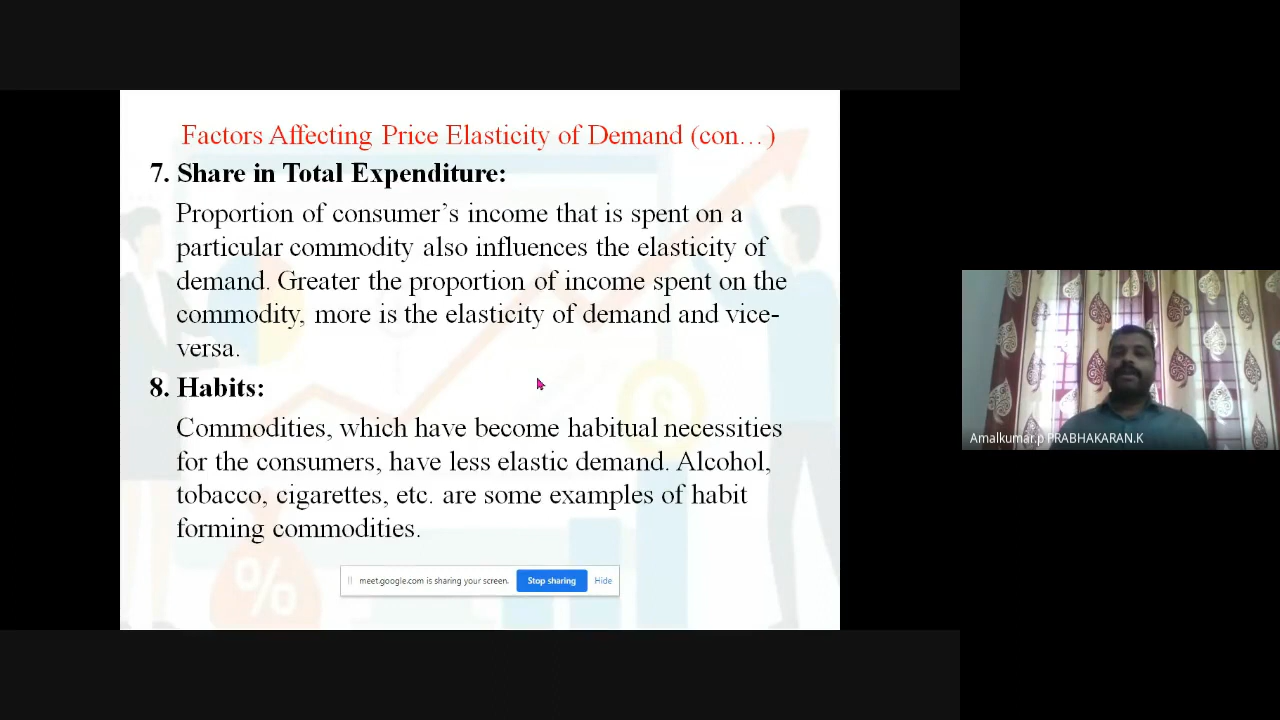 Factors Affecting Price Elasticity of Demand (con…)
7. Share in Total Expenditure:
Proportion of consumer’s income that is spent on a
particular commodity also influences the elasticity of
demand. Greater the proportion of income spent on the
commodity, more is the elasticity of demand and vice-
versa.
8. Habits:
Commodities, which have become habitual necessities
for the consumers, have less elastic demand. Alcohol,
tobacco, cigarettes, etc. are some examples of habit
forming commodities.
%
meet.google.com is sharing your screen. Stop sharing Hide
Amalkumar.p PRABHAKARAN.K